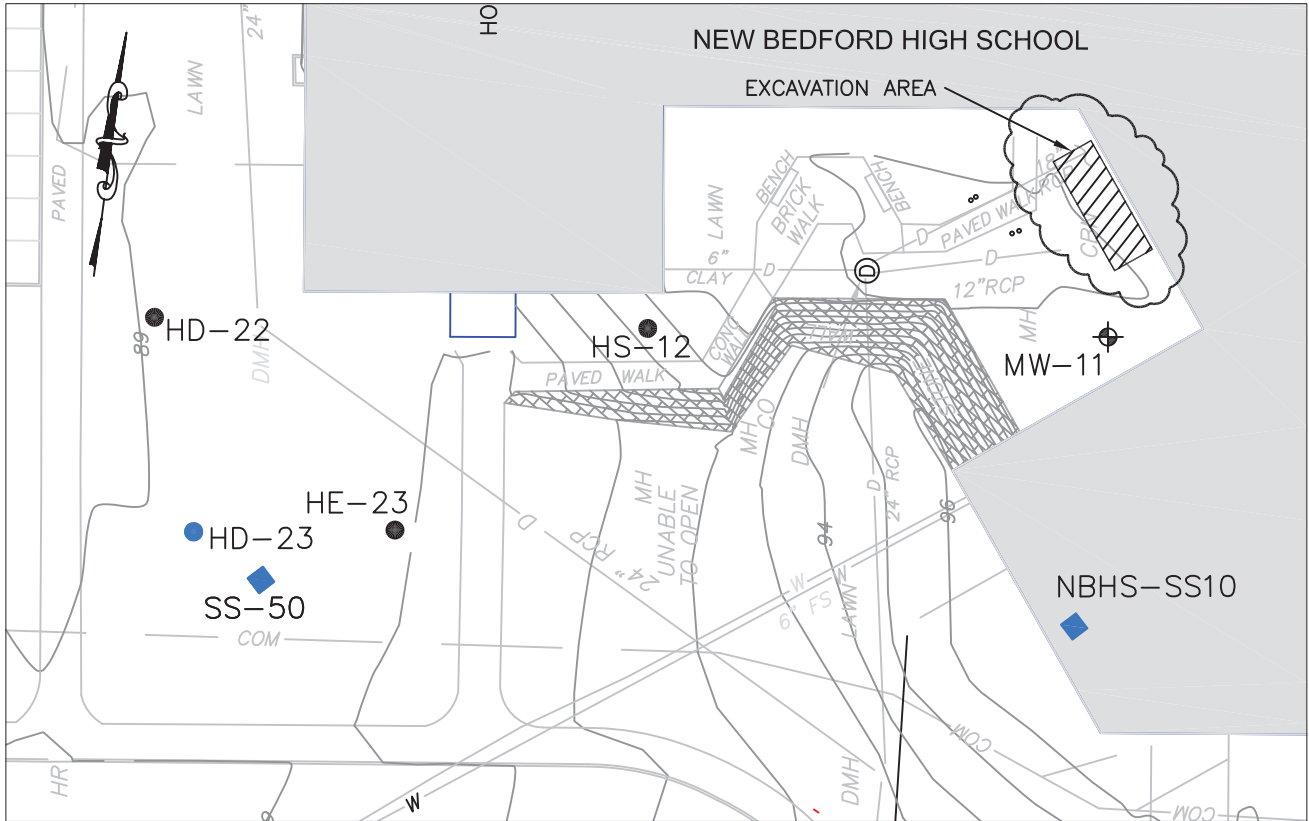 HO
24"
NEW BEDFORD HIGH SCHOOL
EXCAVATION AREA
LAWN
PAVED
18"
BENCH
BENCH
BRICK
WALK
LAWN
PAVED WALK
6"
CLAY
D
D
D
D
12"RCP
MH
HD-22
89
DMH
HS-12
CONC
WALK
PAVED WALK
MW-11
MH
CO
DMH
D
24" RCP
96
94
HE-23
HD-23
SS-50
COM
D
24" RCP
MH
UNABLE
TO OPEN
W
W
6" FS
LAWN
NBHS-SS10
COM
COM
DMH
HR
W